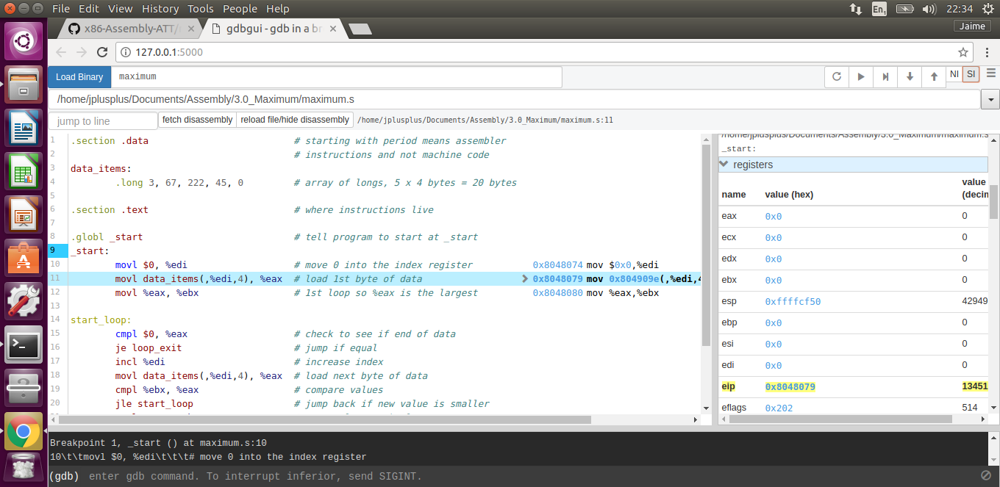 File Edit View History Tools People Help
En1 22:34
x86-Assembly-ATT/ × gdbgui - gdb in a br × Jaime
127.0.0.1:5000
Load Binary maximum NI SI
/home/jplusplus/Documents/Assembly/3.0_Maximum/maximum.s
jump to line fetch disassembly reload file/hide disassembly /home/jplusplus/Documents/Assembly/3.0_Maximum/maximum.s:11
1 .section .data # starting with period means assembler
2 # instructions and not machine code
3 data_items:
4 .long 3, 67, 222, 45, 0 # array of longs, 5 x 4 bytes = 20 bytes
5
6 .section .text # where instructions live
7
8 .globl _start # tell program to start at _start
9 _start:
10 movl $0, %edi # move 0 into the index register 0x8048074 mov $0x0,%edi
11 movl data_items(,%edi,4), %eax # load 1st byte of data 0x8048079 mov 0x804909e(,%edi,4
12 movl %eax, %ebx # 1st loop so %eax is the largest 0x8048080 mov %eax,%ebx
13
14 start_loop:
15 cmpl $0, %eax # check to see if end of data
16 je loop_exit # jump if equal
17 incl %edi # increase index
18 movl data_items(,%edi,4), %eax # load next byte of data
19 cmpl %ebx, %eax # compare values
20 jle start_loop # jump back if new value is smaller
/home/jplusplus/Documents/Assembly/3.0_Maximum/maximum.s
_start:
registers
name value (hex) value (decim
eax 0x0 0
ecx 0x0 0
edx 0x0 0
ebx 0x0 0
esp 0xffffcf50 42949
ebp 0x0 0
esi 0x0 0
edi 0x0 0
eip 0x8048079 13451
eflags 0x202 514
Breakpoint 1, _start () at maximum.s:10
10\t\tmovl $0, %edi\t\t\t# move 0 into the index register
(gdb) enter gdb command. To interrupt inferior, send SIGINT.